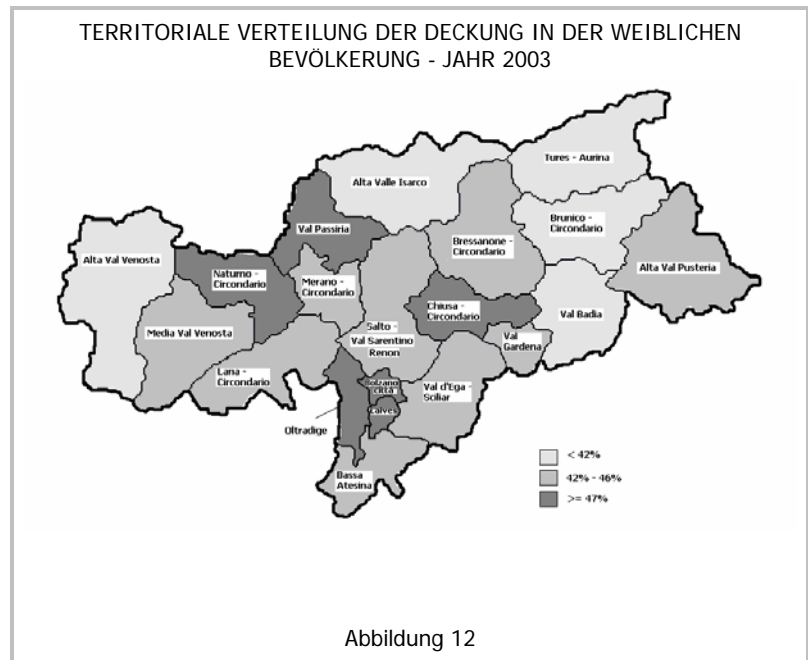 TERRITORIALE VERTEILUNG DER DECKUNG IN DER WEIBLICHEN
BEVÖLKERUNG - JAHR 2003
Tures - Aurina
Alta Valle Isarco
Brunico -
Circondario
Val Passiria
Bressanone -
Circondario
Alta Val Venosta
Alta Val Pusteria
Naturno -
Circondario
Merano -
Circondario
Chiusa -
Circondario
Val Badia
Media Val Venosta
Salto -
Val Sarentino
Renon
Val
Gardena
Lana -
Circondario
Bolzano
Città
Val d'Ega -
Sciliar
Laives
Oltradige
Bassa
Atesina
< 42%
42% - 46%
>= 47%
Abbildung 12